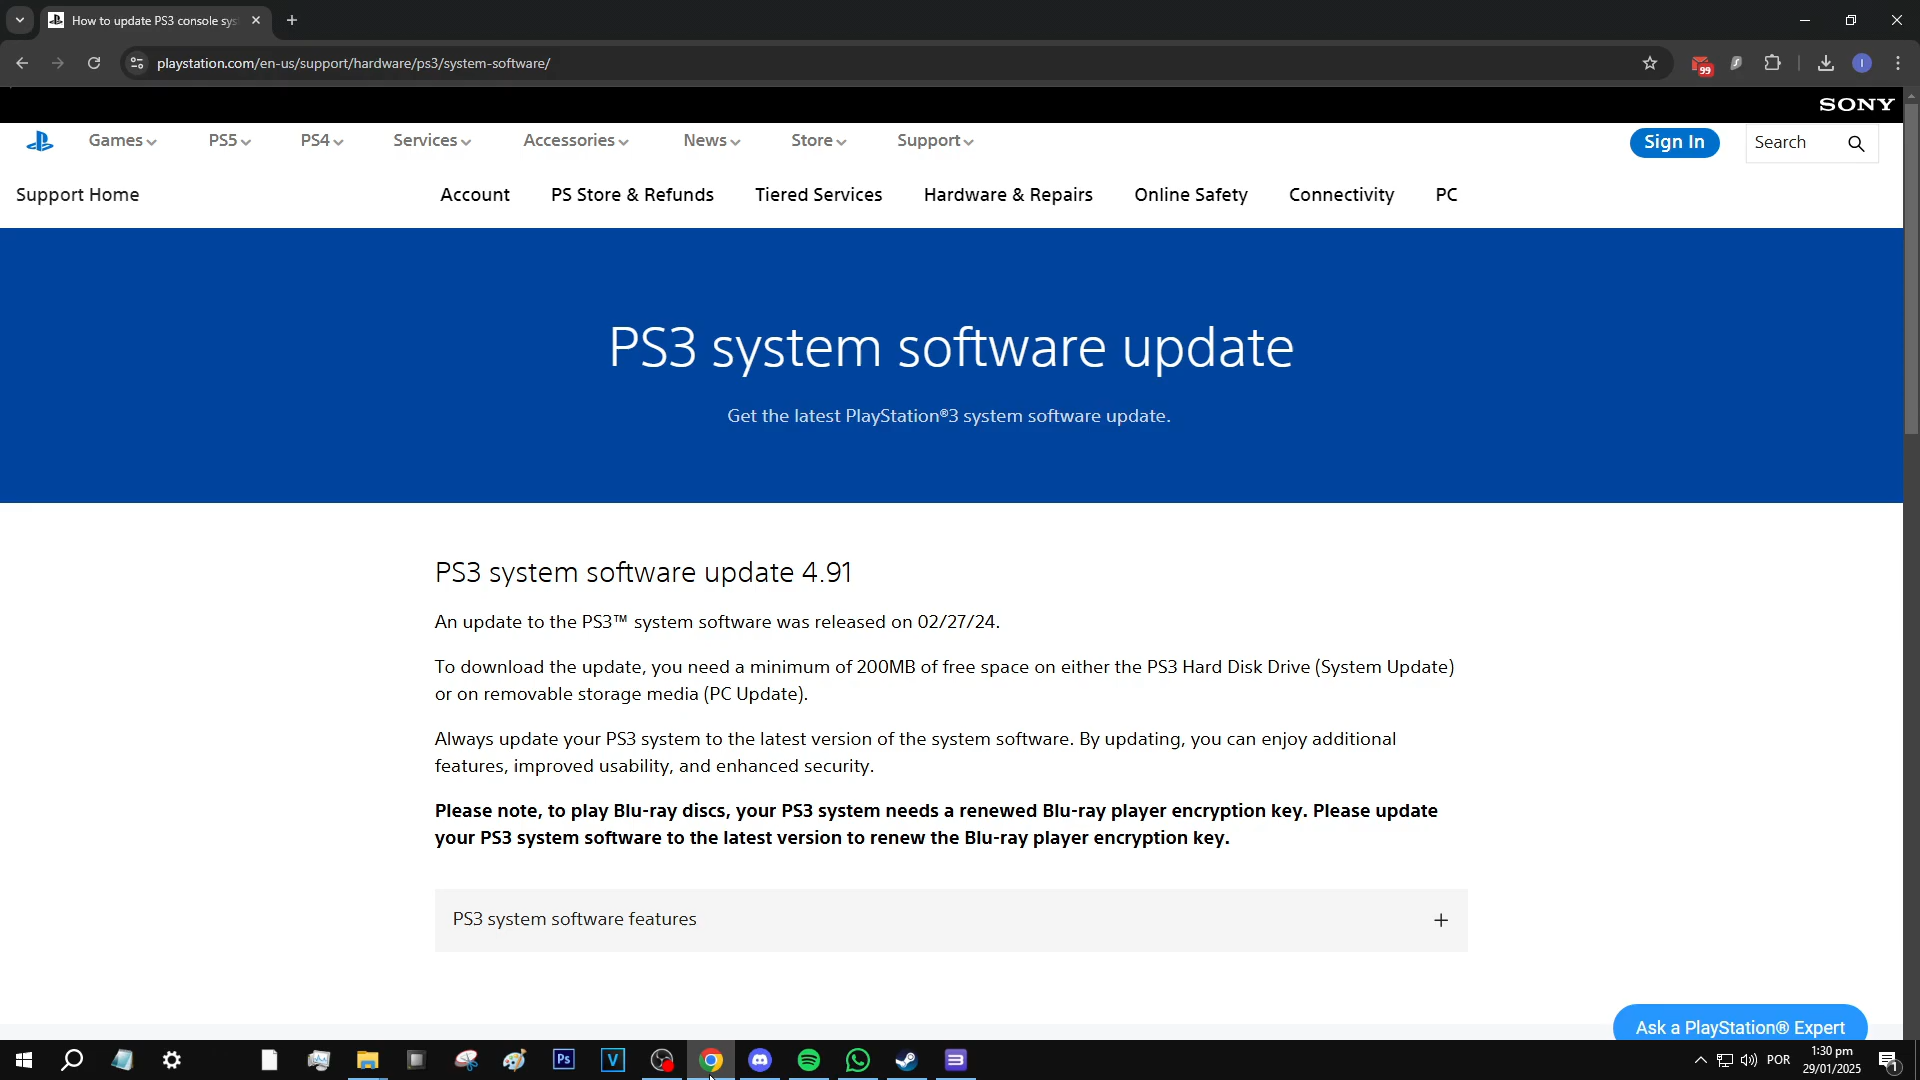 How to update PS3 console sys
playstation.com/en-us/support/hardware/ps3/system-software/
99
I
SONY
Games
PS5
PS4
Services
Accessories
News
Store
Support
Sign In
Search
Support Home
Account
PS Store & Refunds
Tiered Services
Hardware & Repairs
Online Safety
Connectivity
PC
PS3 system software update
Get the latest PlayStation®3 system software update.
PS3 system software update 4.91
An update to the PS3™ system software was released on 02/27/24.
To download the update, you need a minimum of 200MB of free space on either the PS3 Hard Disk Drive (System Update)
or on removable storage media (PC Update).
Always update your PS3 system to the latest version of the system software. By updating, you can enjoy additional
features, improved usability, and enhanced security.
Please note, to play Blu-ray discs, your PS3 system needs a renewed Blu-ray player encryption key. Please update
your PS3 system software to the latest version to renew the Blu-ray player encryption key.
PS3 system software features
Ask a PlayStation® Expert
Ps
V
POR
1:30 pm
29/01/2025
1